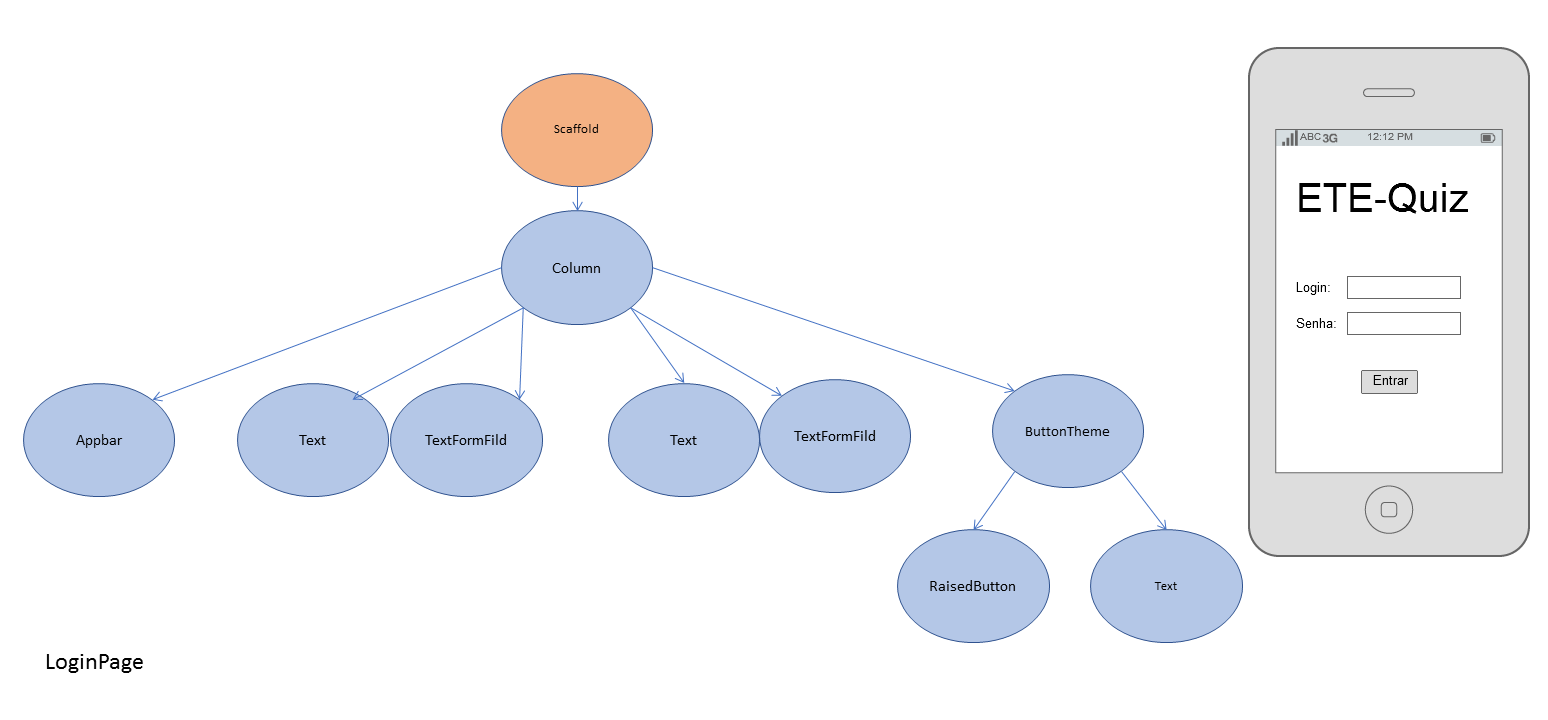 Scaffold
Column
Appbar
Text
TextFormFild
Text
TextFormFild
ButtonTheme
RaisedButton
Text
LoginPage
ABC 3G 12:12 PM
ETE-Quiz
Login:
Senha:
Entrar